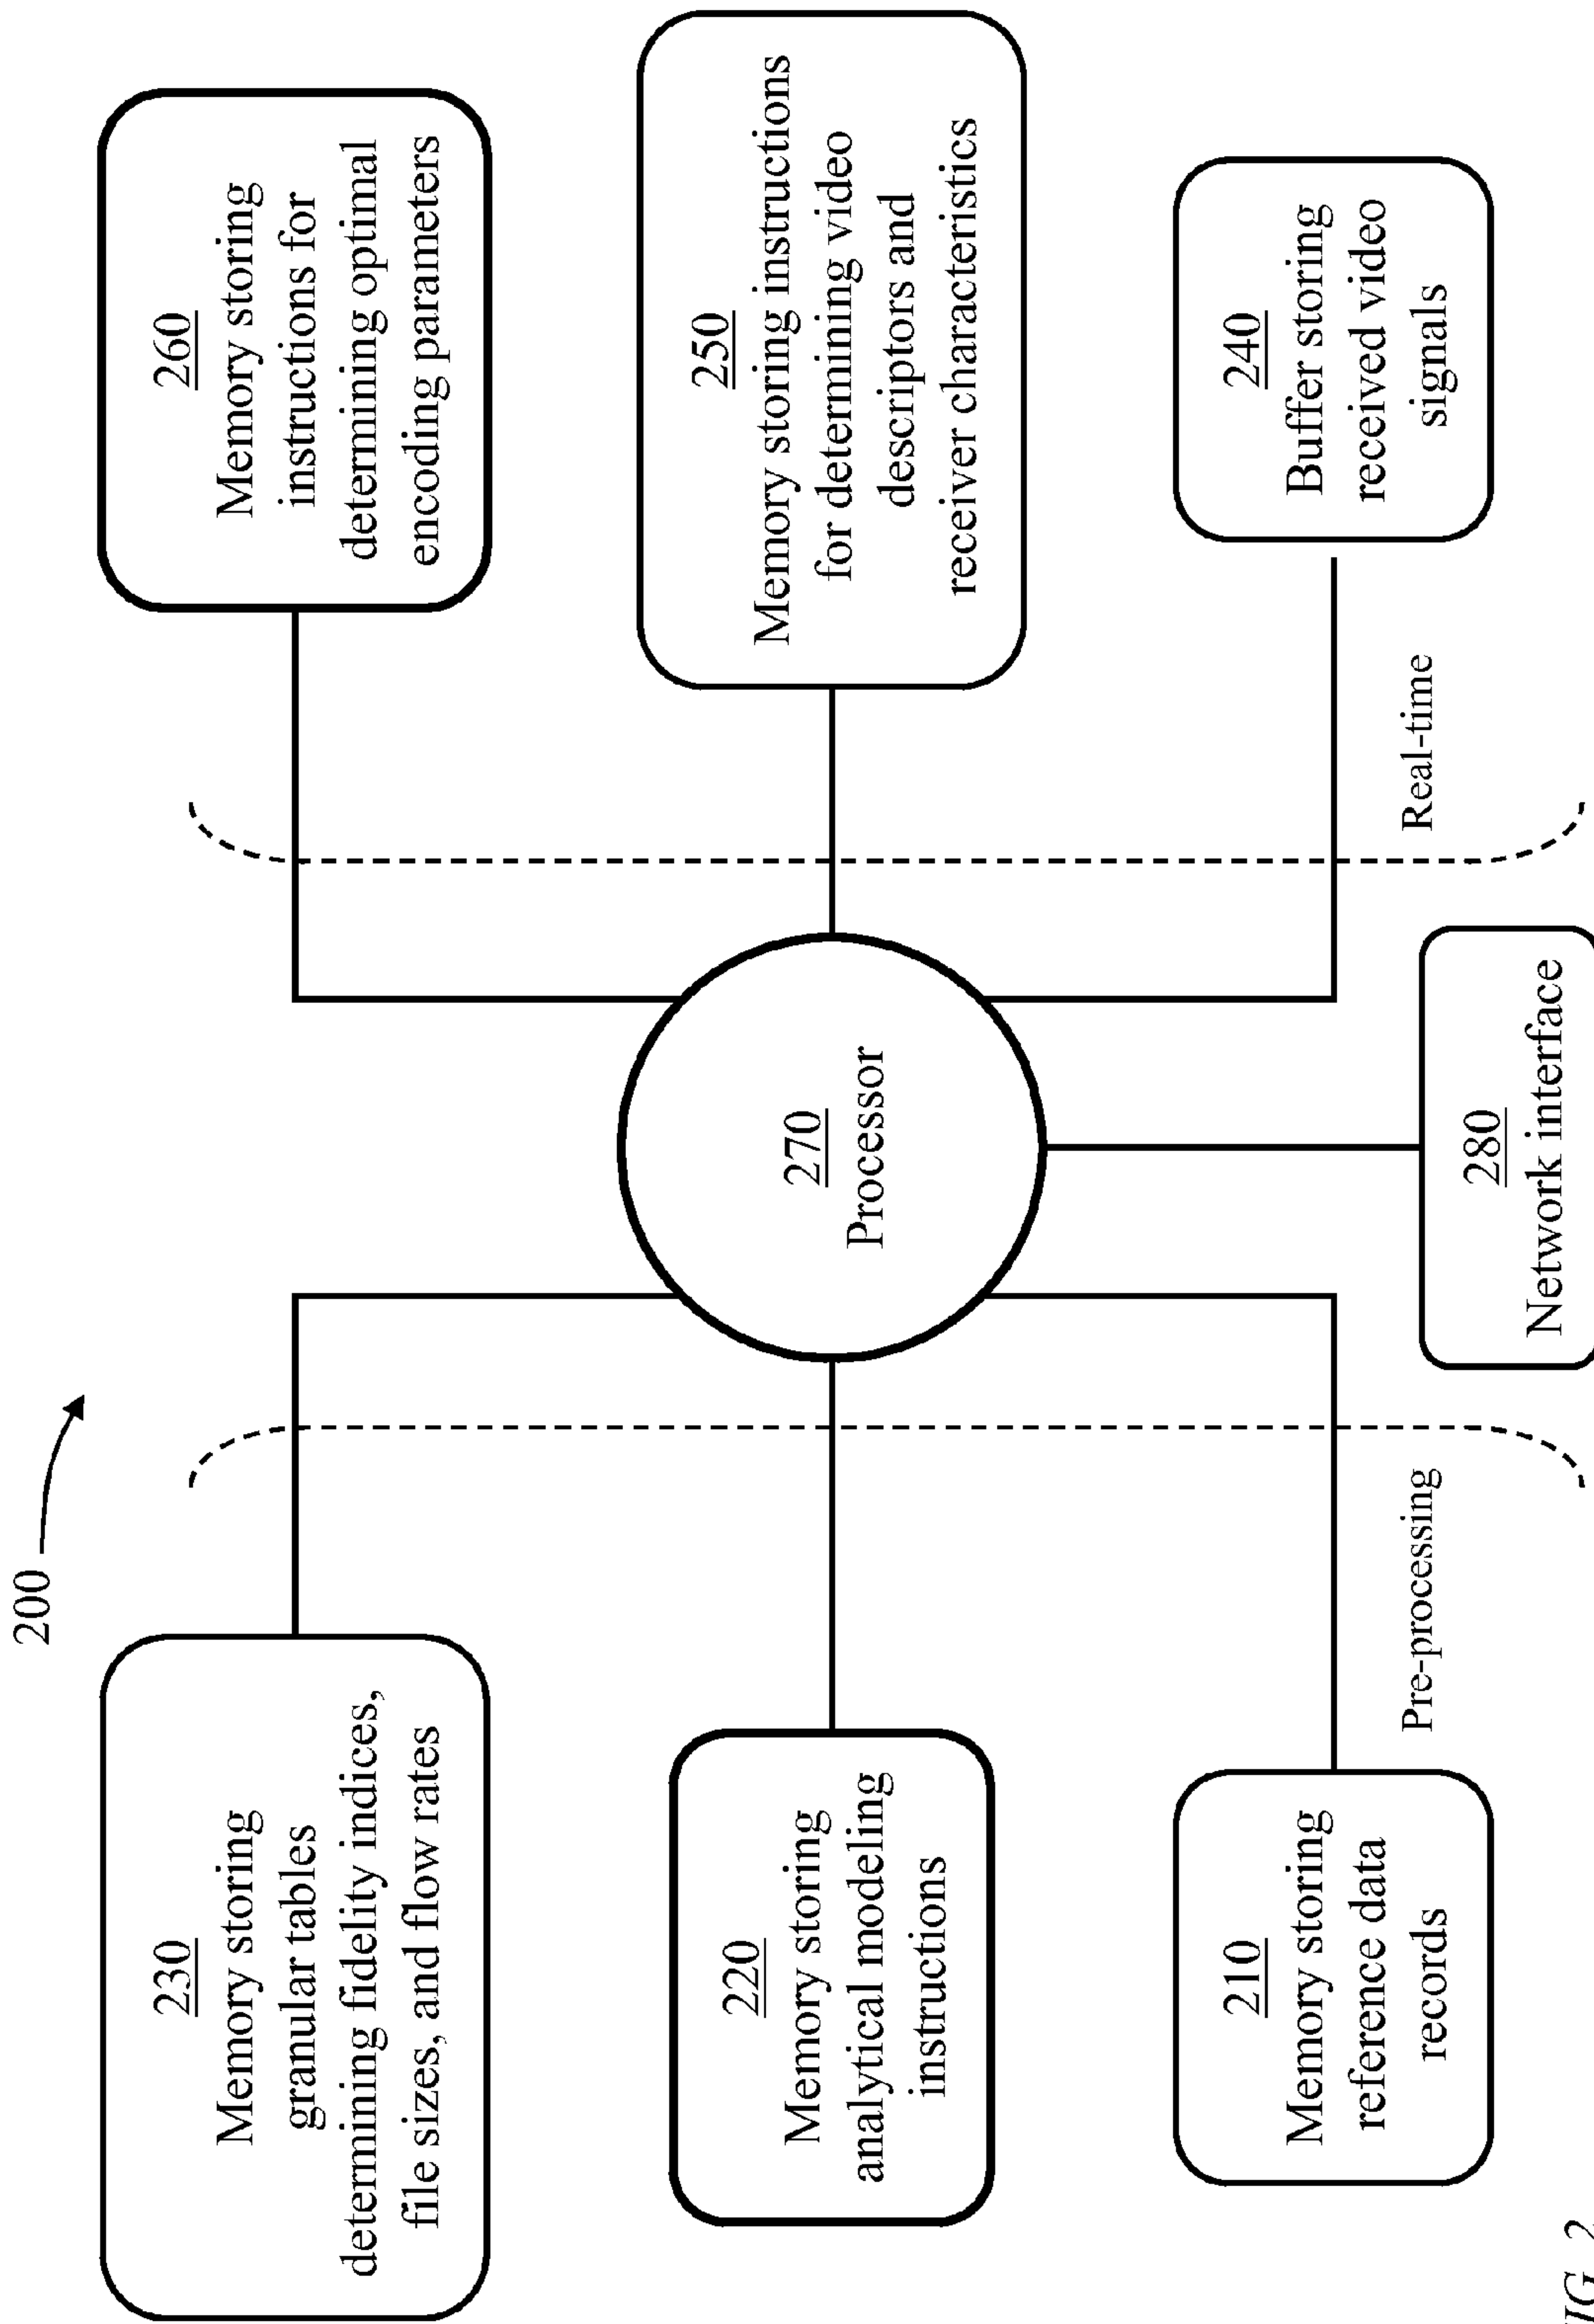 200
230
Memory storing
granular tables
determining fidelity indices,
file sizes, and flow rates
260
Memory storing
instructions for
determining optimal
encoding parameters
220
Memory storing
analytical modeling
instructions
270
Processor
250
Memory storing instructions
for determining video
descriptors and
receiver characteristics
210
Memory storing
reference data
records
240
Buffer storing
received video
signals
Pre-processing
Real-time
280
Network interface
FIG. 2